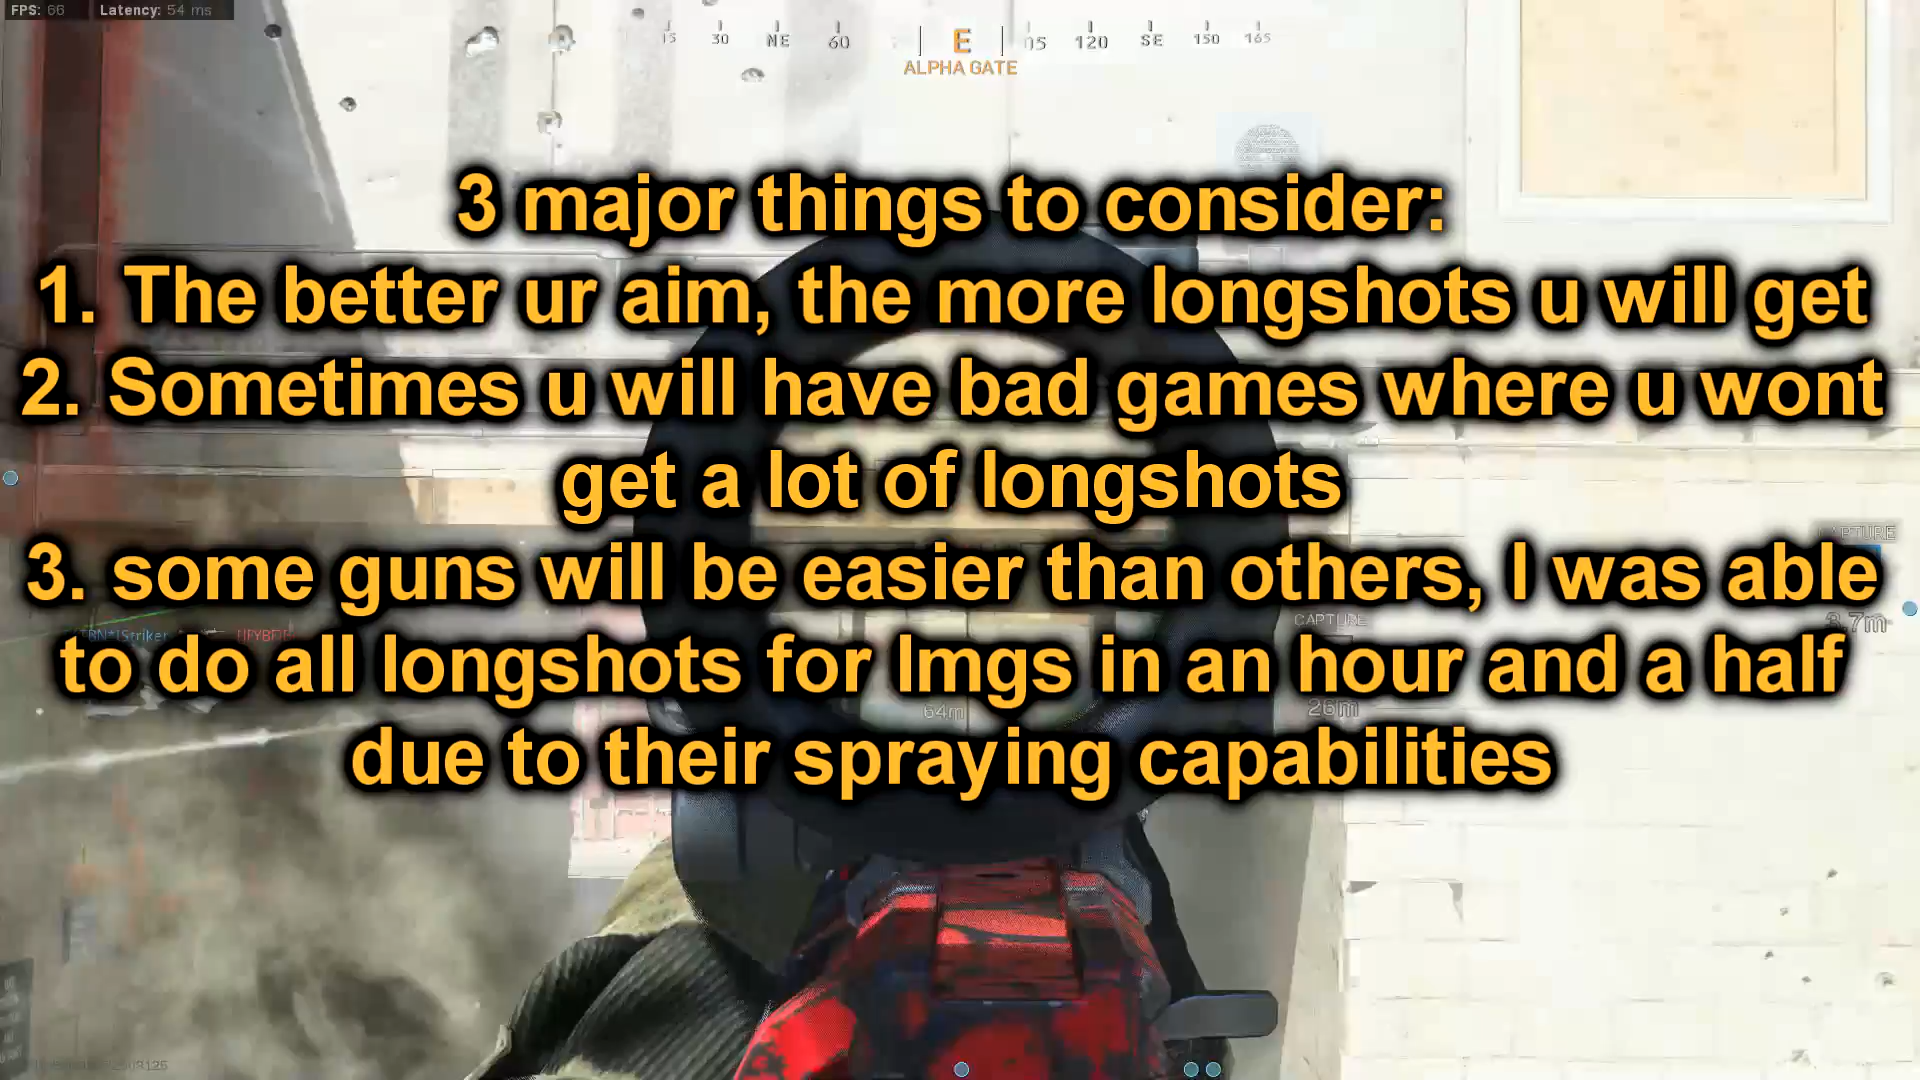 FPS: 66 Latency: 54 ms
15 30 NE 60 E 105 120 SE 150 165
ALPHA GATE
3 major things to consider:
1. The better ur aim, the more longshots u will get
2. Sometimes u will have bad games where u wont
get a lot of longshots
3. some guns will be easier than others, I was able
to do all longshots for lmgs in an hour and a half
due to their spraying capabilities
CAPTURE
CAPTURE
64m
26m